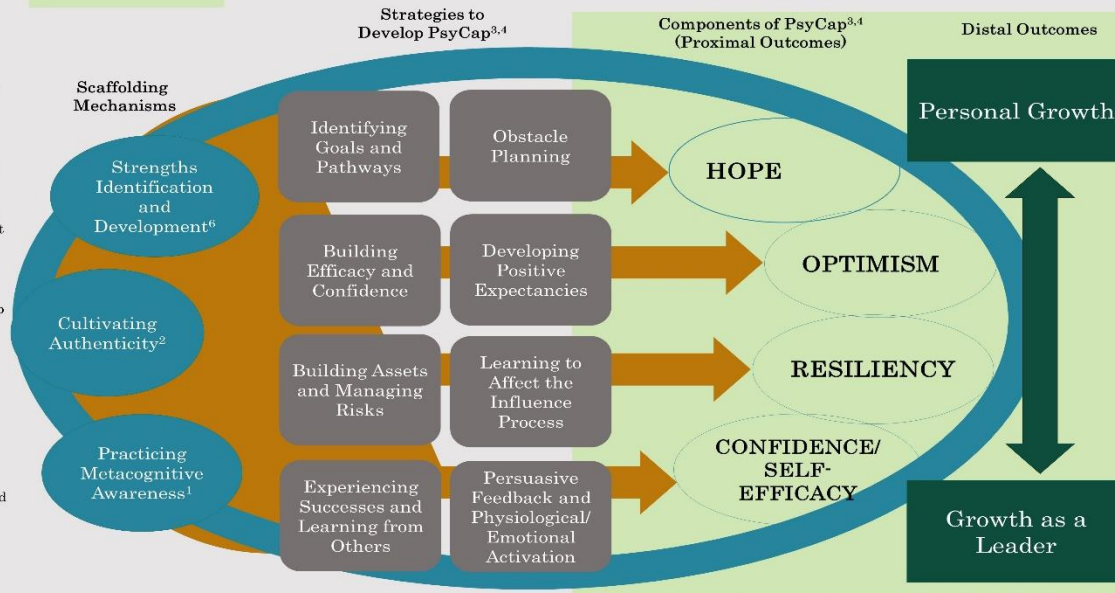 Strategies to
Develop PsyCap³,⁴
Components of PsyCap³,⁴
(Proximal Outcomes)
Distal Outcomes
Scaffolding
Mechanisms
Strengths
Identification
and
Development⁶
Cultivating
Authenticity²
Practicing
Metacognitive
Awareness¹
Identifying
Goals and
Pathways
Obstacle
Planning
HOPE
Building
Efficacy and
Confidence
Developing
Positive
Expectancies
OPTIMISM
Building Assets
and Managing
Risks
Learning to
Affect the
Influence
Process
RESILIENCY
Experiencing
Successes and
Learning from
Others
Persuasive
Feedback and
Physiological/
Emotional
Activation
CONFIDENCE/
SELF-
EFFICACY
Personal Growth
Growth as a
Leader